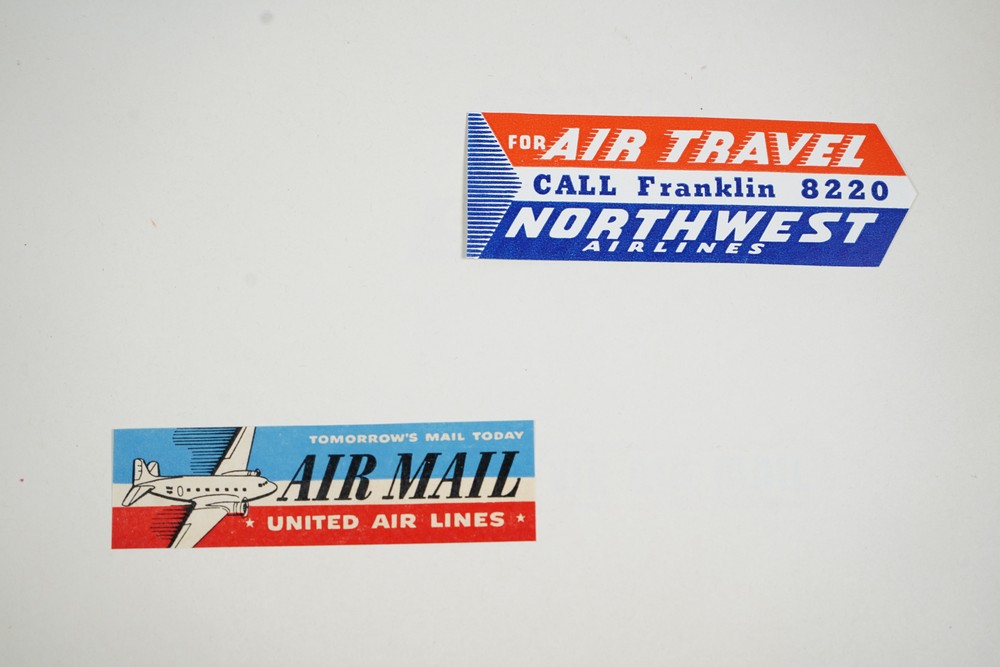 FOR AIR TRAVEL
CALL Franklin 8220
NORTHWEST
AIRLINES
TOMORROW'S MAIL TODAY
AIR MAIL
★ UNITED AIR LINES ★